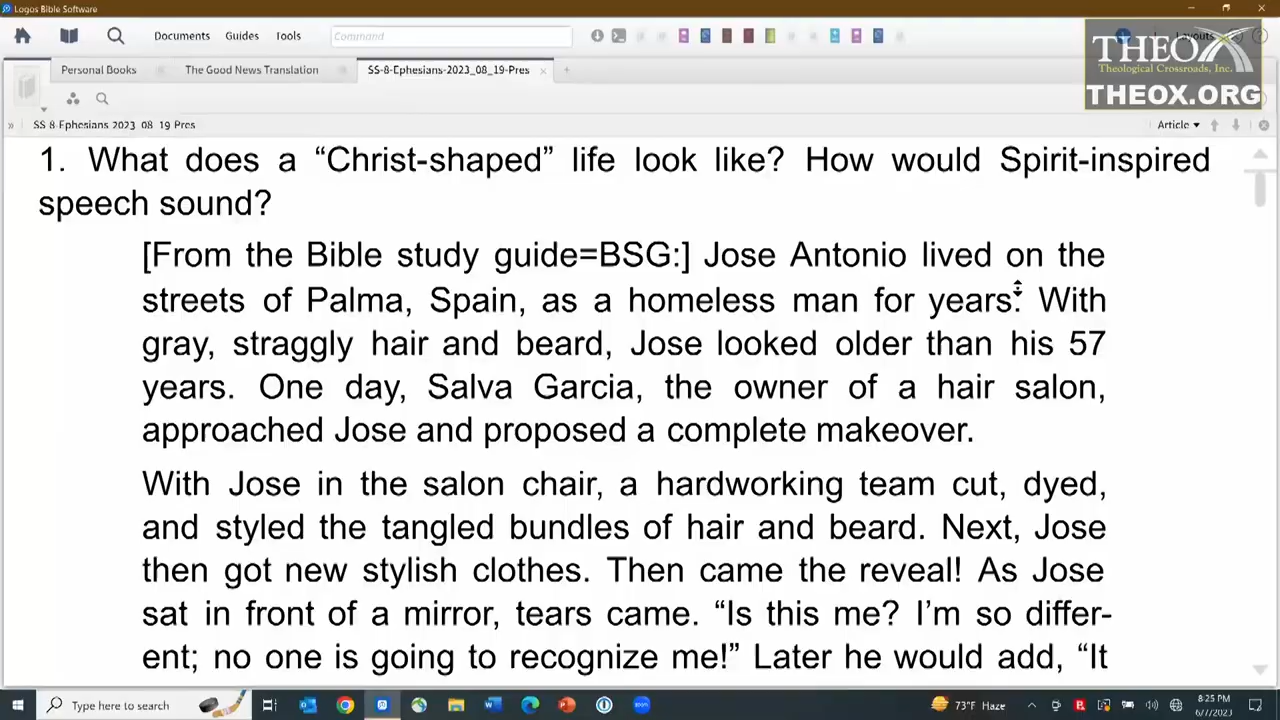 Logos Bible Software
Documents Guides Tools Command Layouts
THEOX
Theological Crossroads, Inc.
THEOX.ORG
Personal Books The Good News Translation SS-8-Ephesians-2023_08_19-Pres
SS-8-Ephesians-2023_08_19-Pres Article
1. What does a “Christ-shaped” life look like? How would Spirit-inspired
speech sound?
[From the Bible study guide=BSG:] Jose Antonio lived on the
streets of Palma, Spain, as a homeless man for years. With
gray, straggly hair and beard, Jose looked older than his 57
years. One day, Salva Garcia, the owner of a hair salon,
approached Jose and proposed a complete makeover.
With Jose in the salon chair, a hardworking team cut, dyed,
and styled the tangled bundles of hair and beard. Next, Jose
then got new stylish clothes. Then came the reveal! As Jose
sat in front of a mirror, tears came. “Is this me? I’m so differ-
ent; no one is going to recognize me!” Later he would add, “It
Type here to search 73°F Haze 8:25 PM
6/7/2023